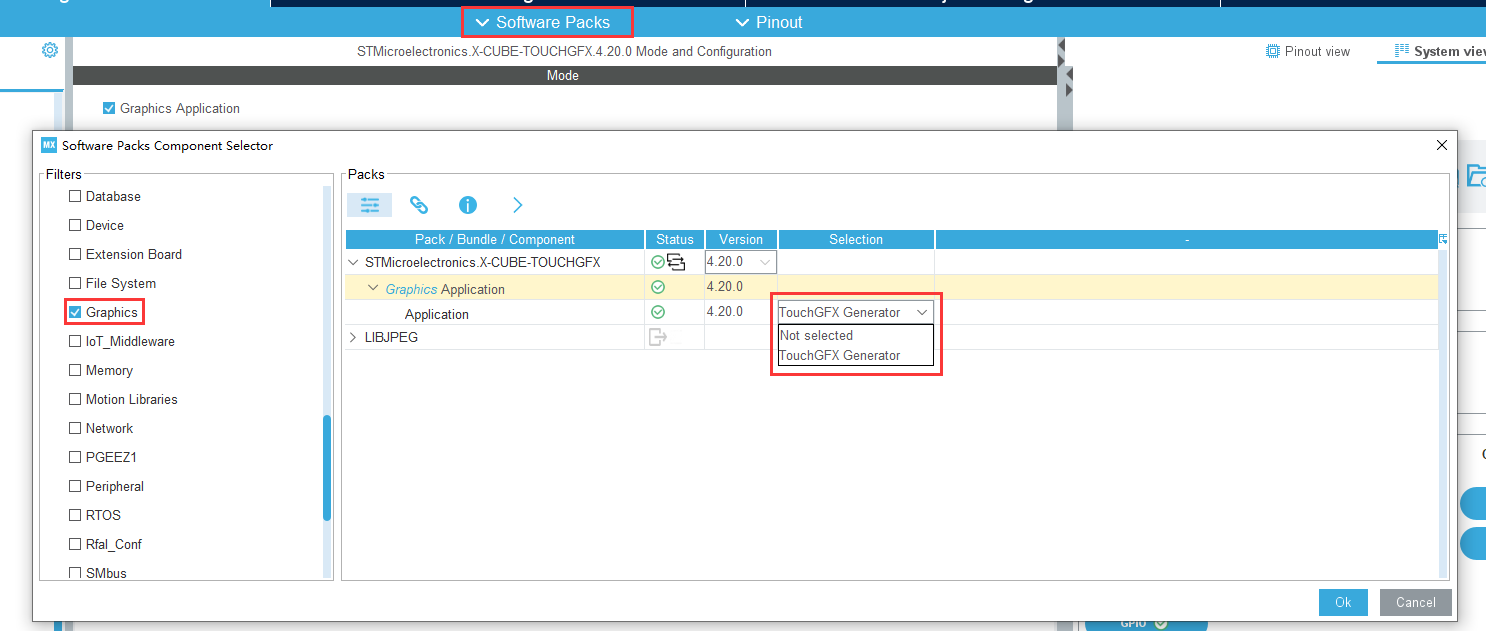 Software Packs
Pinout
STMicroelectronics.X-CUBE-TOUCHGFX.4.20.0 Mode and Configuration
Pinout view
System view
Mode
Graphics Application
MX Software Packs Component Selector
Filters
Database
Device
Extension Board
File System
Graphics
IoT_Middleware
Memory
Motion Libraries
Network
PGEEZ1
Peripheral
RTOS
Rfal_Conf
SMbus
Packs
Pack / Bundle / Component Status Version Selection -
STMicroelectronics.X-CUBE-TOUCHGFX 4.20.0
Graphics Application 4.20.0
Application 4.20.0 TouchGFX Generator
Not selected
TouchGFX Generator
LIBJPEG
Ok
Cancel
GPIO